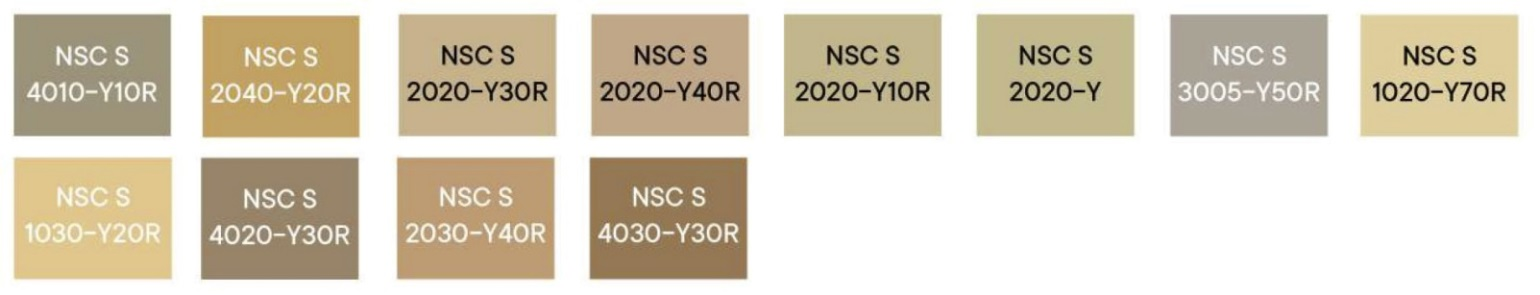 NSC S
4010-Y10R
NSC S
2040-Y20R
NSC S
2020-Y30R
NSC S
2020-Y40R
NSC S
2020-Y10R
NSC S
2020-Y
NSC S
3005-Y50R
NSC S
1020-Y70R
NSC S
1030-Y20R
NSC S
4020-Y30R
NSC S
2030-Y40R
NSC S
4030-Y30R